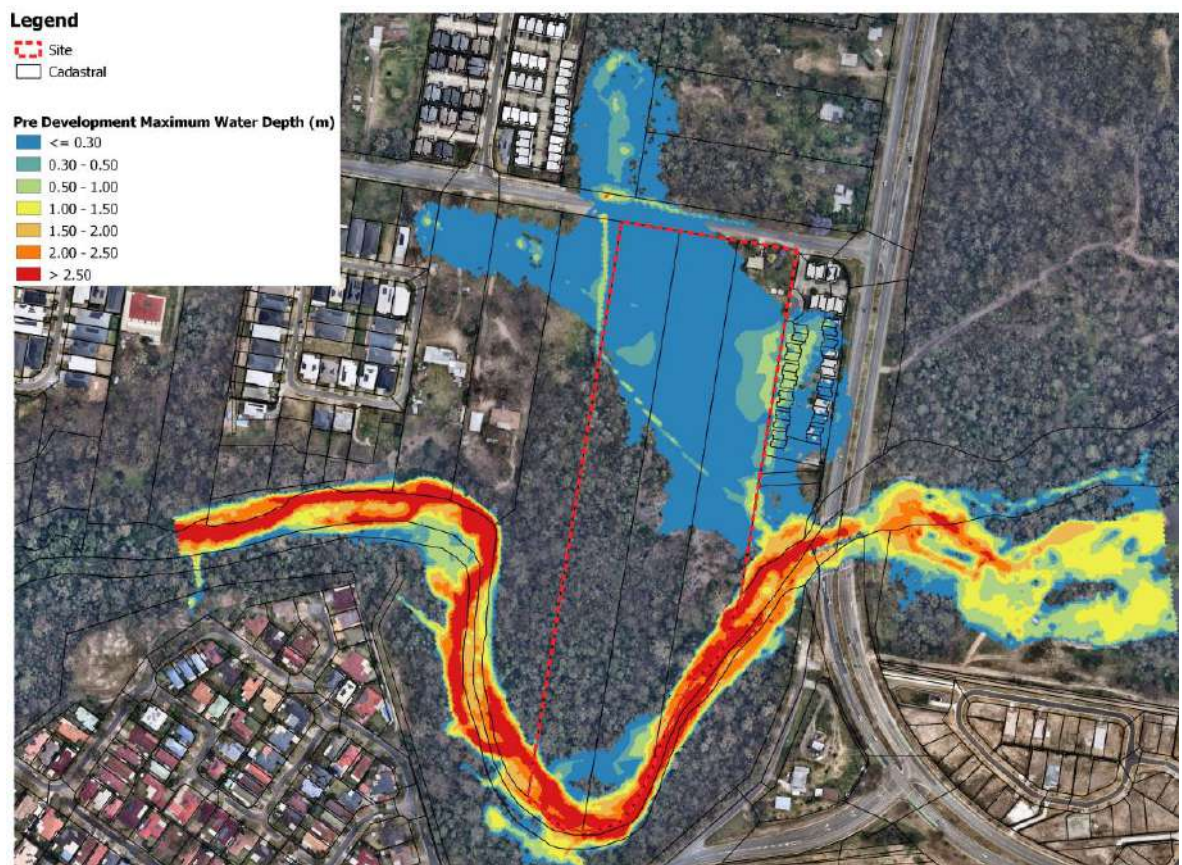 Legend
Site
Cadastral
Pre Development Maximum Water Depth (m)
<= 0.30
0.30 - 0.50
0.50 - 1.00
1.00 - 1.50
1.50 - 2.00
2.00 - 2.50
> 2.50